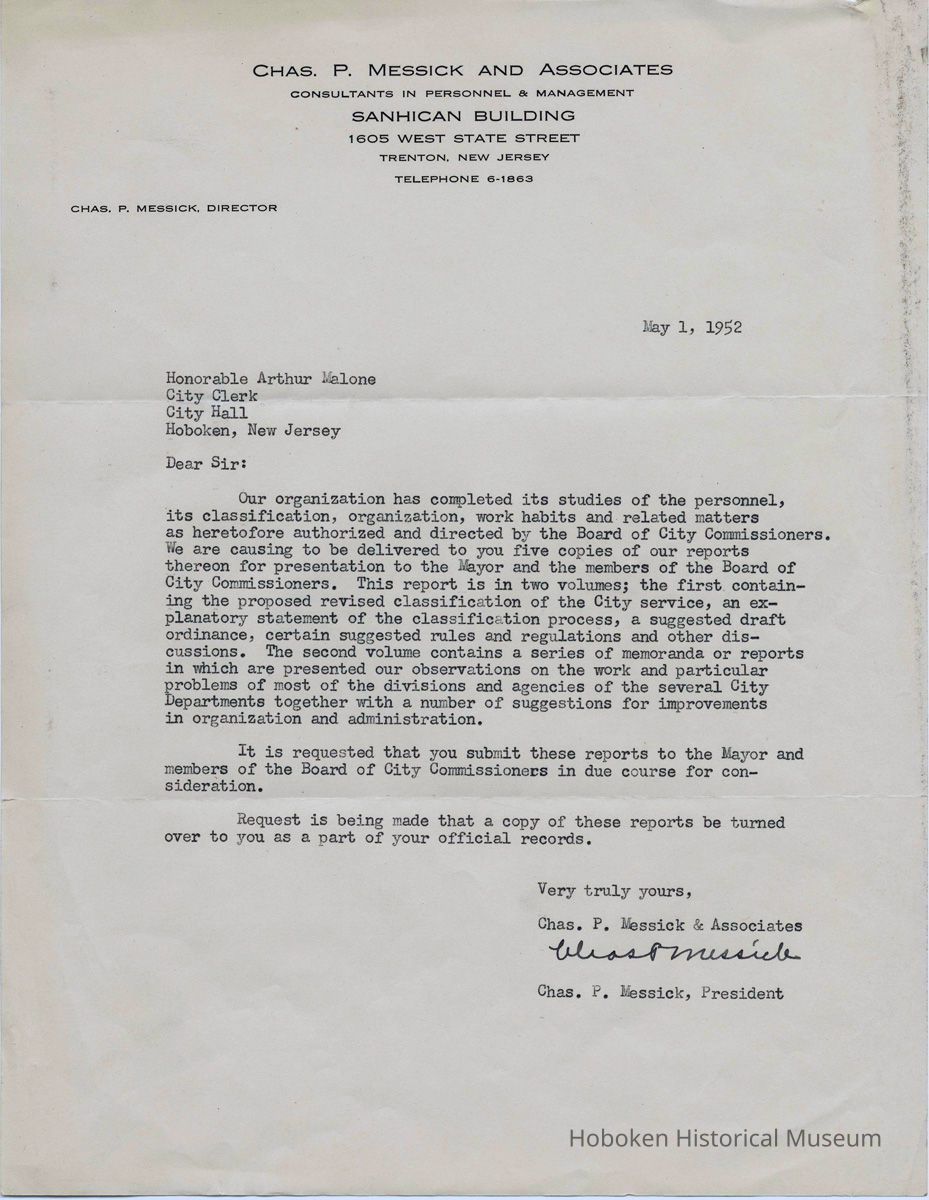 CHAS. P. MESSICK AND ASSOCIATES
CONSULTANTS IN PERSONNEL & MANAGEMENT
SANHICAN BUILDING
1605 WEST STATE STREET
TRENTON, NEW JERSEY
TELEPHONE 6-1863
CHAS. P. MESSICK, DIRECTOR
May 1, 1952
Honorable Arthur Malone
City Clerk
City Hall
Hoboken, New Jersey
Dear Sir:
Our organization has completed its studies of the personnel,
its classification, organization, work habits and related matters
as heretofore authorized and directed by the Board of City Commissioners.
We are causing to be delivered to you five copies of our reports
thereon for presentation to the Mayor and the members of the Board of
City Commissioners. This report is in two volumes; the first contain-
ing the proposed revised classification of the City service, an ex-
planatory statement of the classification process, a suggested draft
ordinance, certain suggested rules and regulations and other dis-
cussions. The second volume contains a series of memoranda or reports
in which are presented our observations on the work and particular
problems of most of the divisions and agencies of the several City
Departments together with a number of suggestions for improvements
in organization and administration.
It is requested that you submit these reports to the Mayor and
members of the Board of City Commissioners in due course for con-
sideration.
Request is being made that a copy of these reports be turned
over to you as a part of your official records.
Very truly yours,
Chas. P. Messick & Associates
Chas P Messick
Chas. P. Messick, President
Hoboken Historical Museum